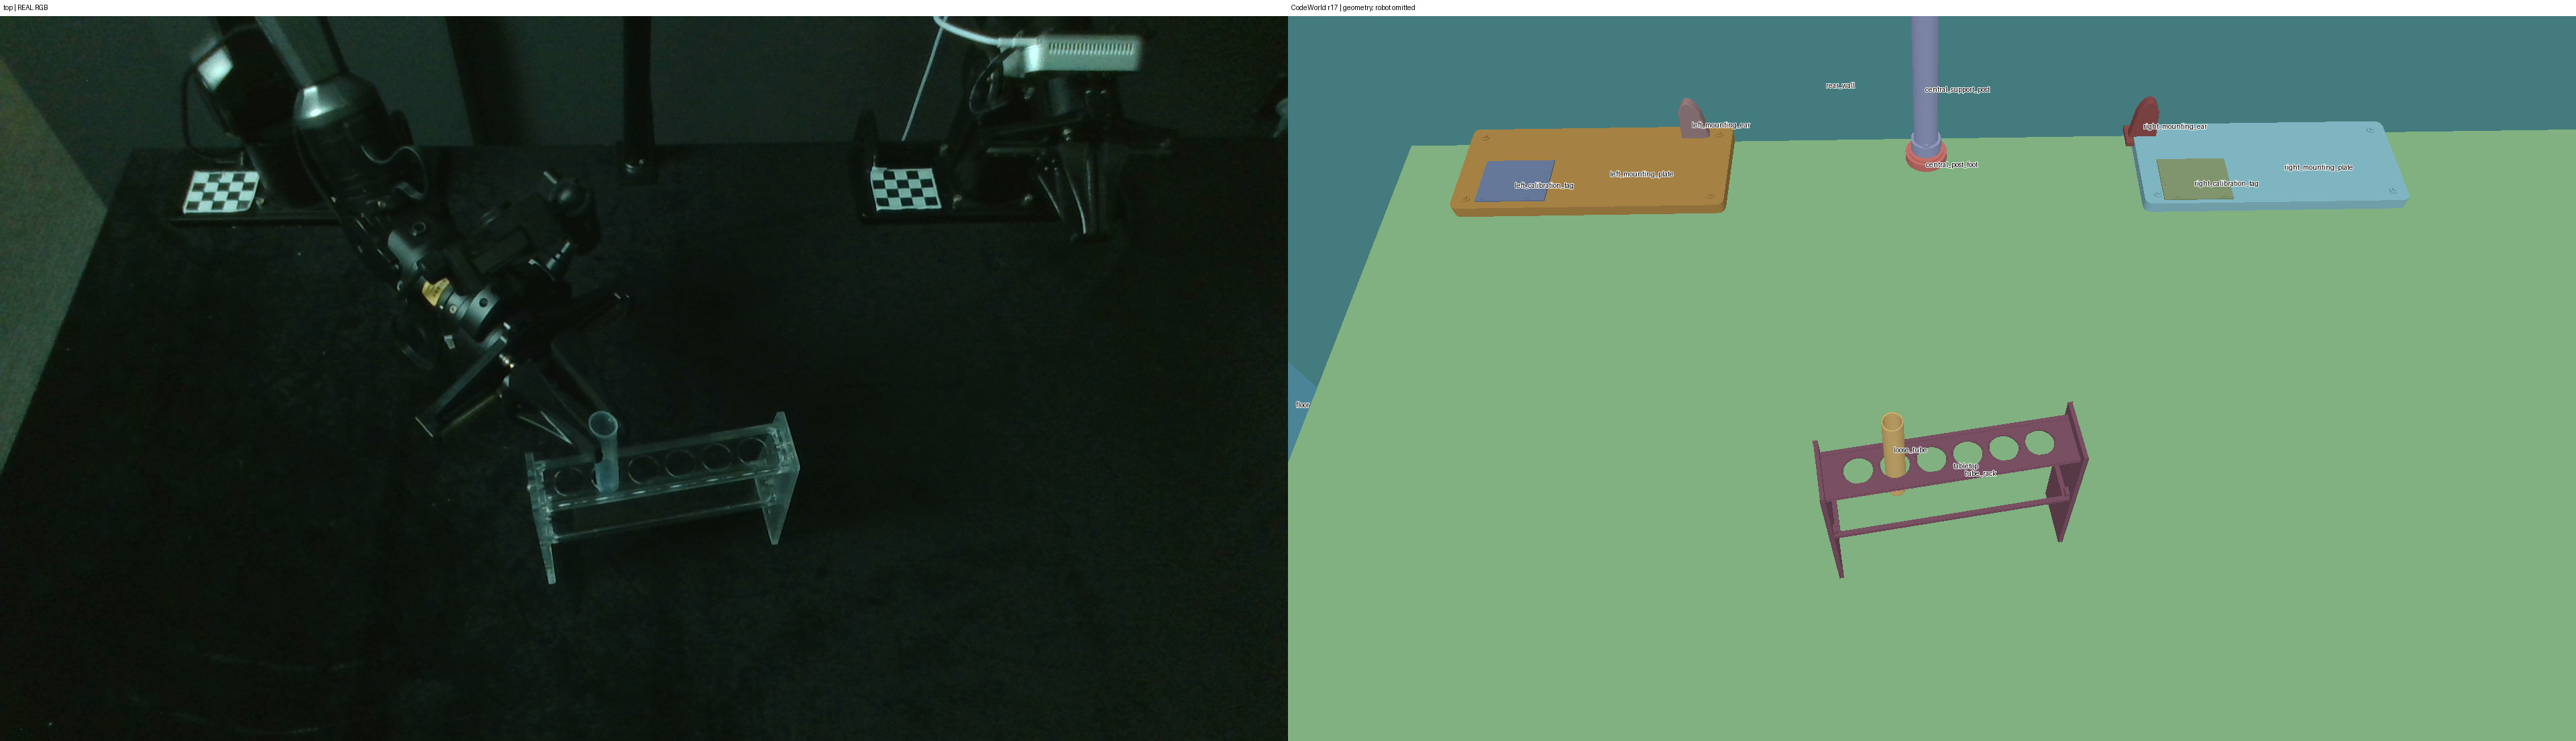 top | REAL RGB
CodeWorld r17 | geometry; robot omitted
rear_wall
central_support_post
left_mounting_ear
right_mounting_ear
central_post_foot
left_mounting_plate
right_mounting_plate
left_calibration_tag
right_calibration_tag
floor
loose_tube
tabletop
tube_rack